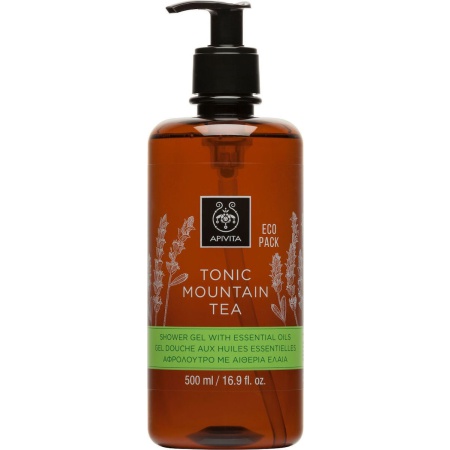 APIVITA
ECO
PACK
TONIC
MOUNTAIN
TEA
SHOWER GEL WITH ESSENTIAL OILS
GEL DOUCHE AUX HUILES ESSENTIELLES
ΑΦΡΟΛΟΥΤΡΟ ΜΕ ΑΙΘΕΡΙΑ ΕΛΑΙΑ
500 ml / 16.9 fl. oz.